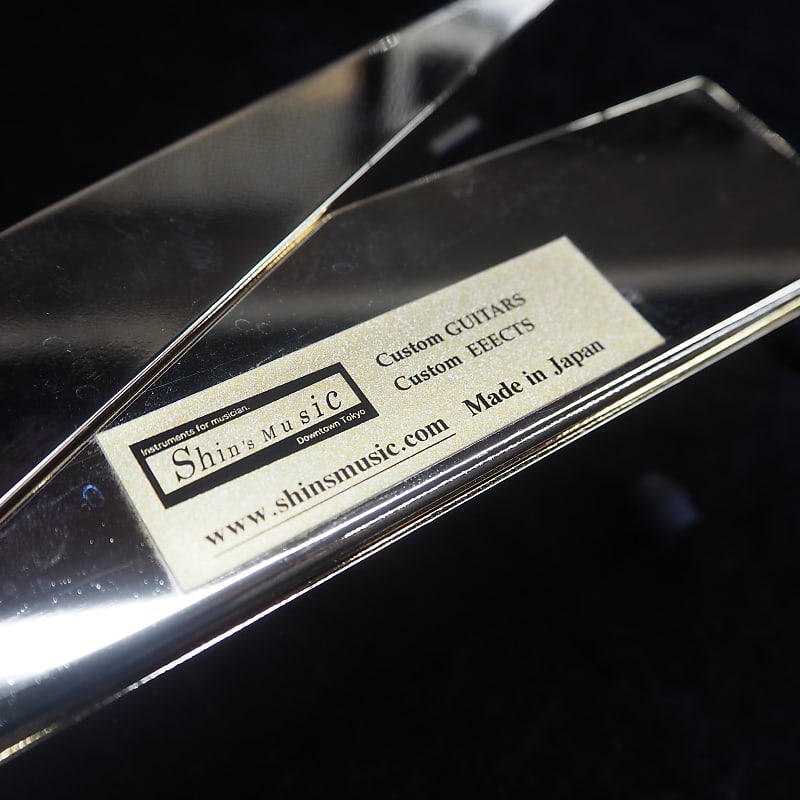 Instruments for musician.
Shin's Music
Downtown Tokyo
Custom GUITARS
Custom EEECTS
www.shinsmusic.com
Made in Japan